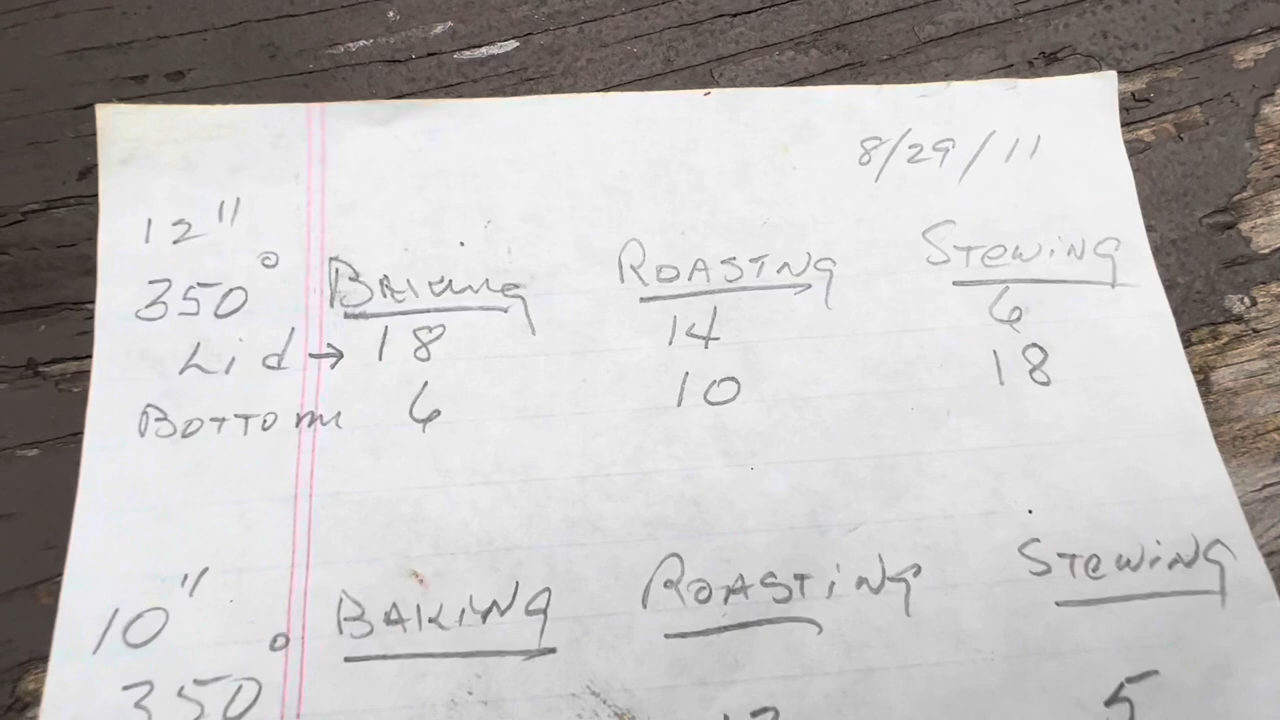 8/29/11
12"
350° Baking Roasing Stewing
Lid → 18 14 6
Bottom 6 10 18
10"
350° Baking Roasting Stewing
5